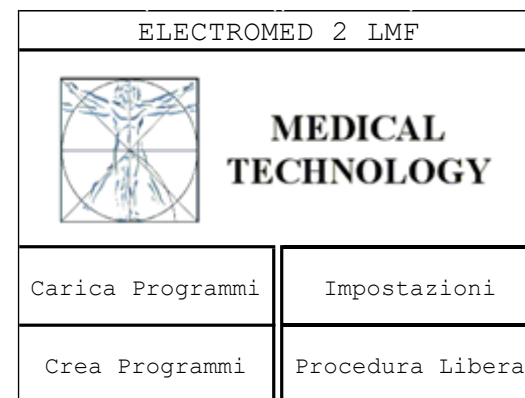 ELECTROMED 2 LMF
MEDICAL
TECHNOLOGY
Carica Programmi
Impostazioni
Crea Programmi
Procedura Libera